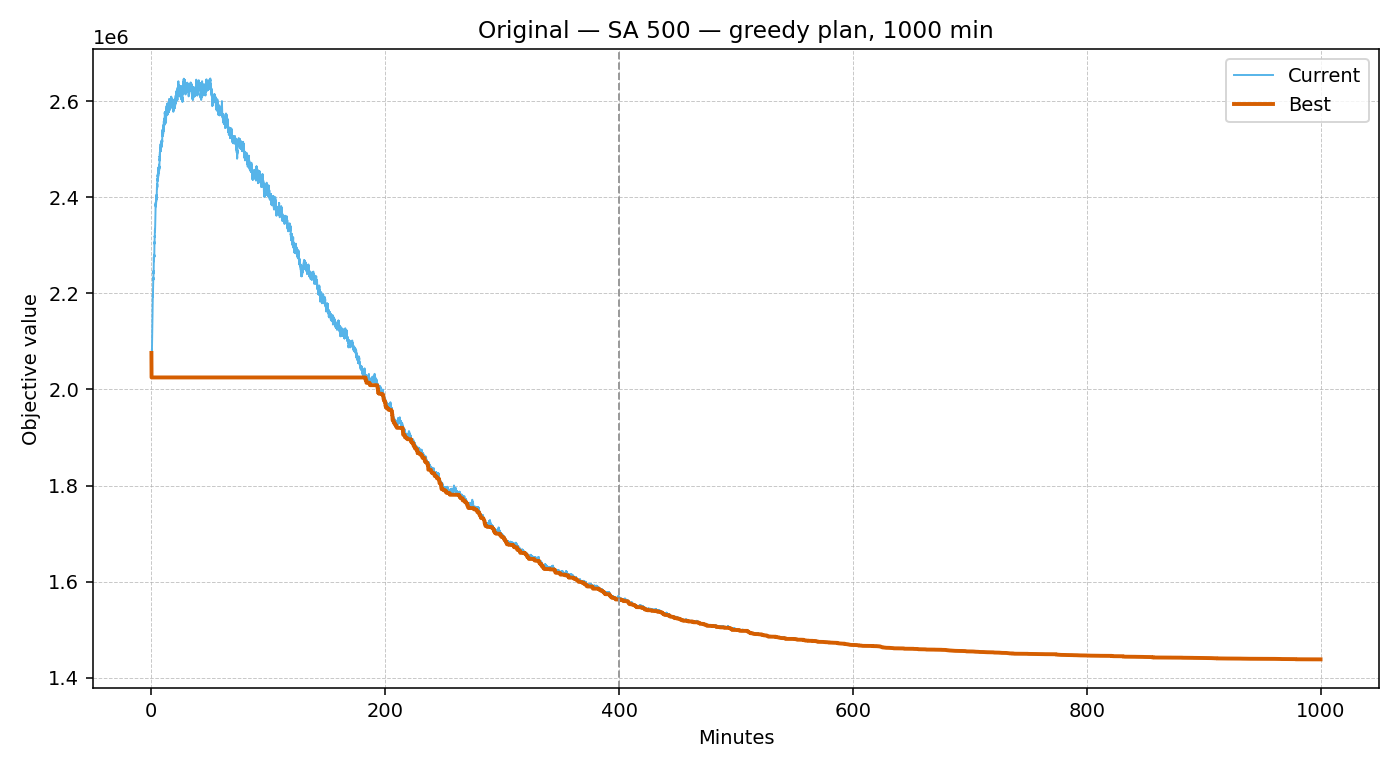 Original — SA 500 — greedy plan, 1000 min
1e6
Current
Best
2.6
2.4
2.2
2.0
1.8
1.6
1.4
Objective value
0 200 400 600 800 1000
Minutes